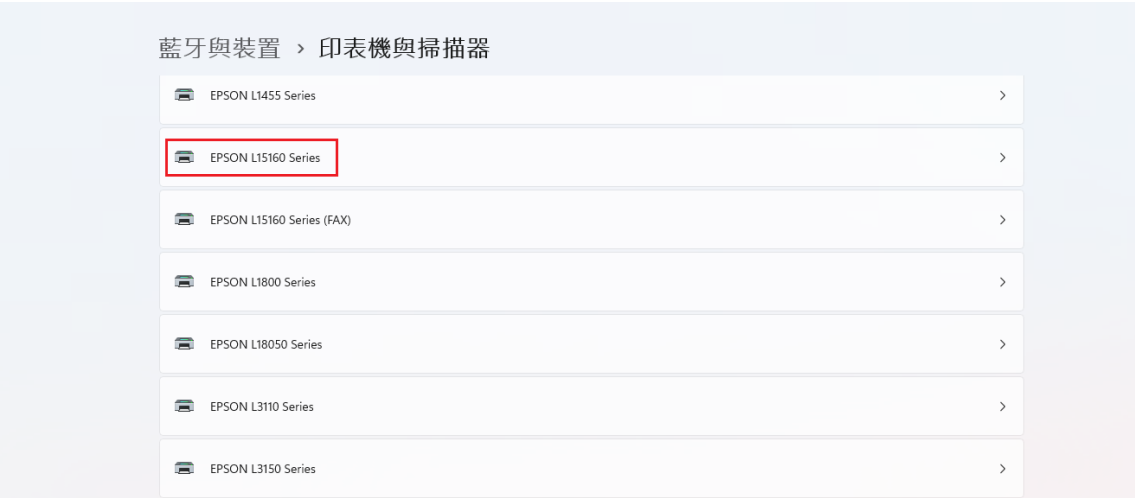 藍牙與裝置 › 印表機與掃描器
EPSON L1455 Series
EPSON L15160 Series
EPSON L15160 Series (FAX)
EPSON L1800 Series
EPSON L18050 Series
EPSON L3110 Series
EPSON L3150 Series